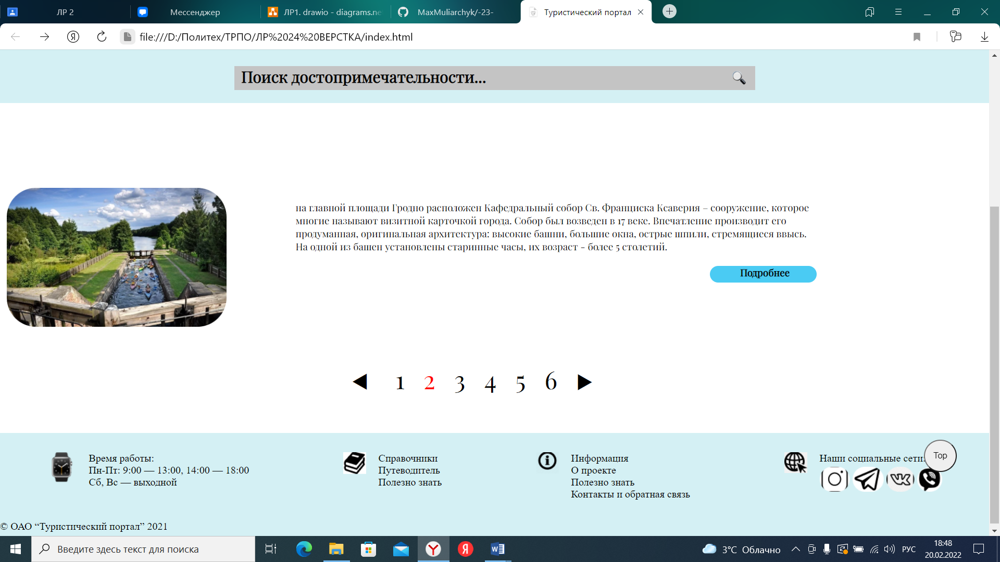 ЛР 2
Мессенджер
ЛР1. drawio - diagrams.ne
MaxMuliarchyk/-23-
Туристический портал
file:///D:/Политех/ТРПО/ЛР%2024%20ВЕРСТКА/index.html
Поиск достопримечательности...
на главной площади Гродно расположен Кафедральный собор Св. Франциска Ксаверия – сооружение, которое
многие называют визитной карточкой города. Собор был возведен в 17 веке. Впечатление производит его
продуманная, оригинальная архитектура: высокие башни, большие окна, острые шпили, стремящиеся ввысь.
На одной из башен установлены старинные часы, их возраст - более 5 столетий.
Подробнее
◀ 1 2 3 4 5 6 ▶
Время работы:
Пн-Пт: 9:00 — 13:00, 14:00 — 18:00
Сб, Вс — выходной
Справочники
Путеводитель
Полезно знать
Информация
О проекте
Полезно знать
Контакты и обратная связь
Наши социальные сети:
Top
© ОАО “Туристический портал” 2021
Введите здесь текст для поиска
3°C Облачно
РУС
18:48
20.02.2022